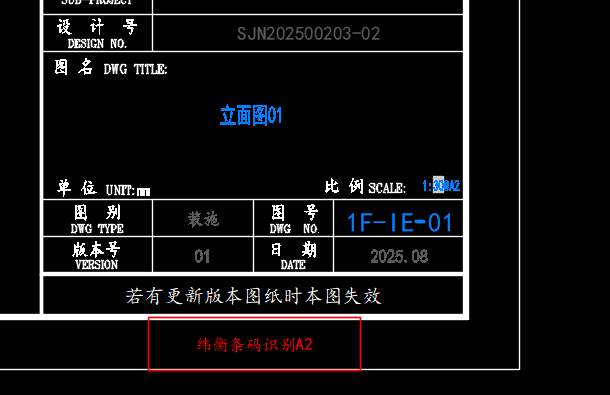 SUB-PROJECT
设 计 号
DESIGN NO.
SJN202500203-02
图 名 DWG TITLE:
立面图01
单 位 UNIT:mm
比 例 SCALE:
图 别
DWG TYPE
装施
图 号
DWG NO.
1F-IE-01
版本号
VERSION
01
日 期
DATE
2025.08
若有更新版本图纸时本图失效
纬衡条码识别A2